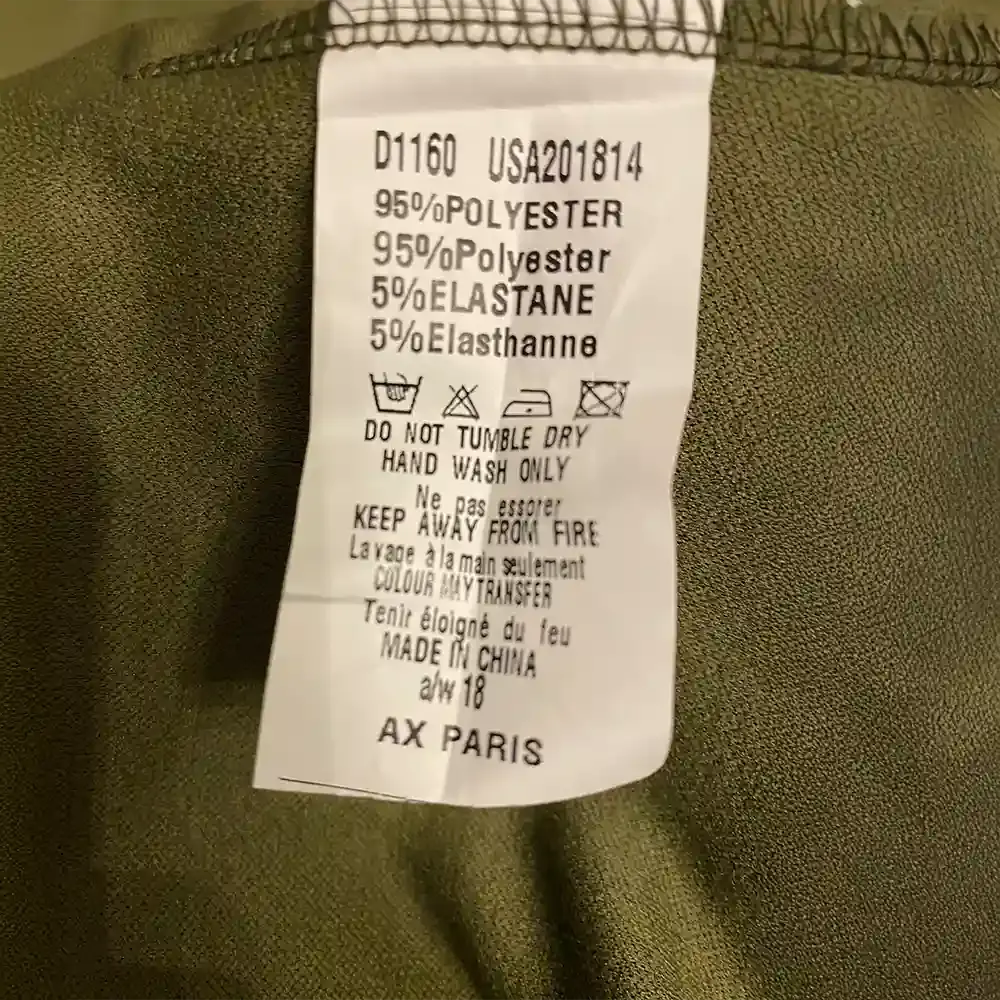 D1160 USA201814
95%POLYESTER
95%Polyester
5%ELASTANE
5%Elasthanne
DO NOT TUMBLE DRY
HAND WASH ONLY
Ne pas essorer
KEEP AWAY FROM FIRE
Lavage à la main seulement
COLOUR MAY TRANSFER
Tenir éloigné du feu
MADE IN CHINA
a/w 18
AX PARIS